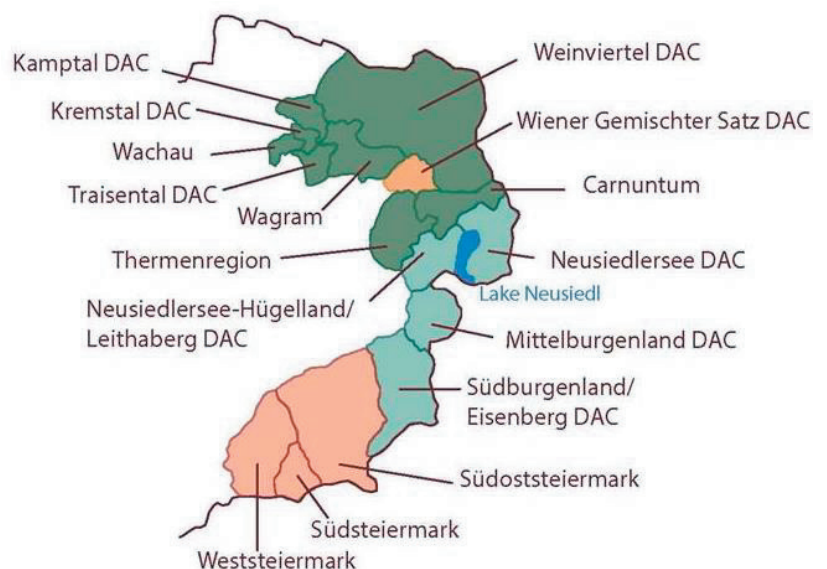 Weinviertel DAC
Kamptal DAC
Kremstal DAC
Wiener Gemischter Satz DAC
Wachau
Carnuntum
Traisental DAC
Wagram
Thermenregion
Neusiedlersee DAC
Lake Neusiedl
Neusiedlersee-Hügelland/
Leithaberg DAC
Mittelburgenland DAC
Südburgenland/
Eisenberg DAC
Südoststeiermark
Südsteiermark
Weststeiermark